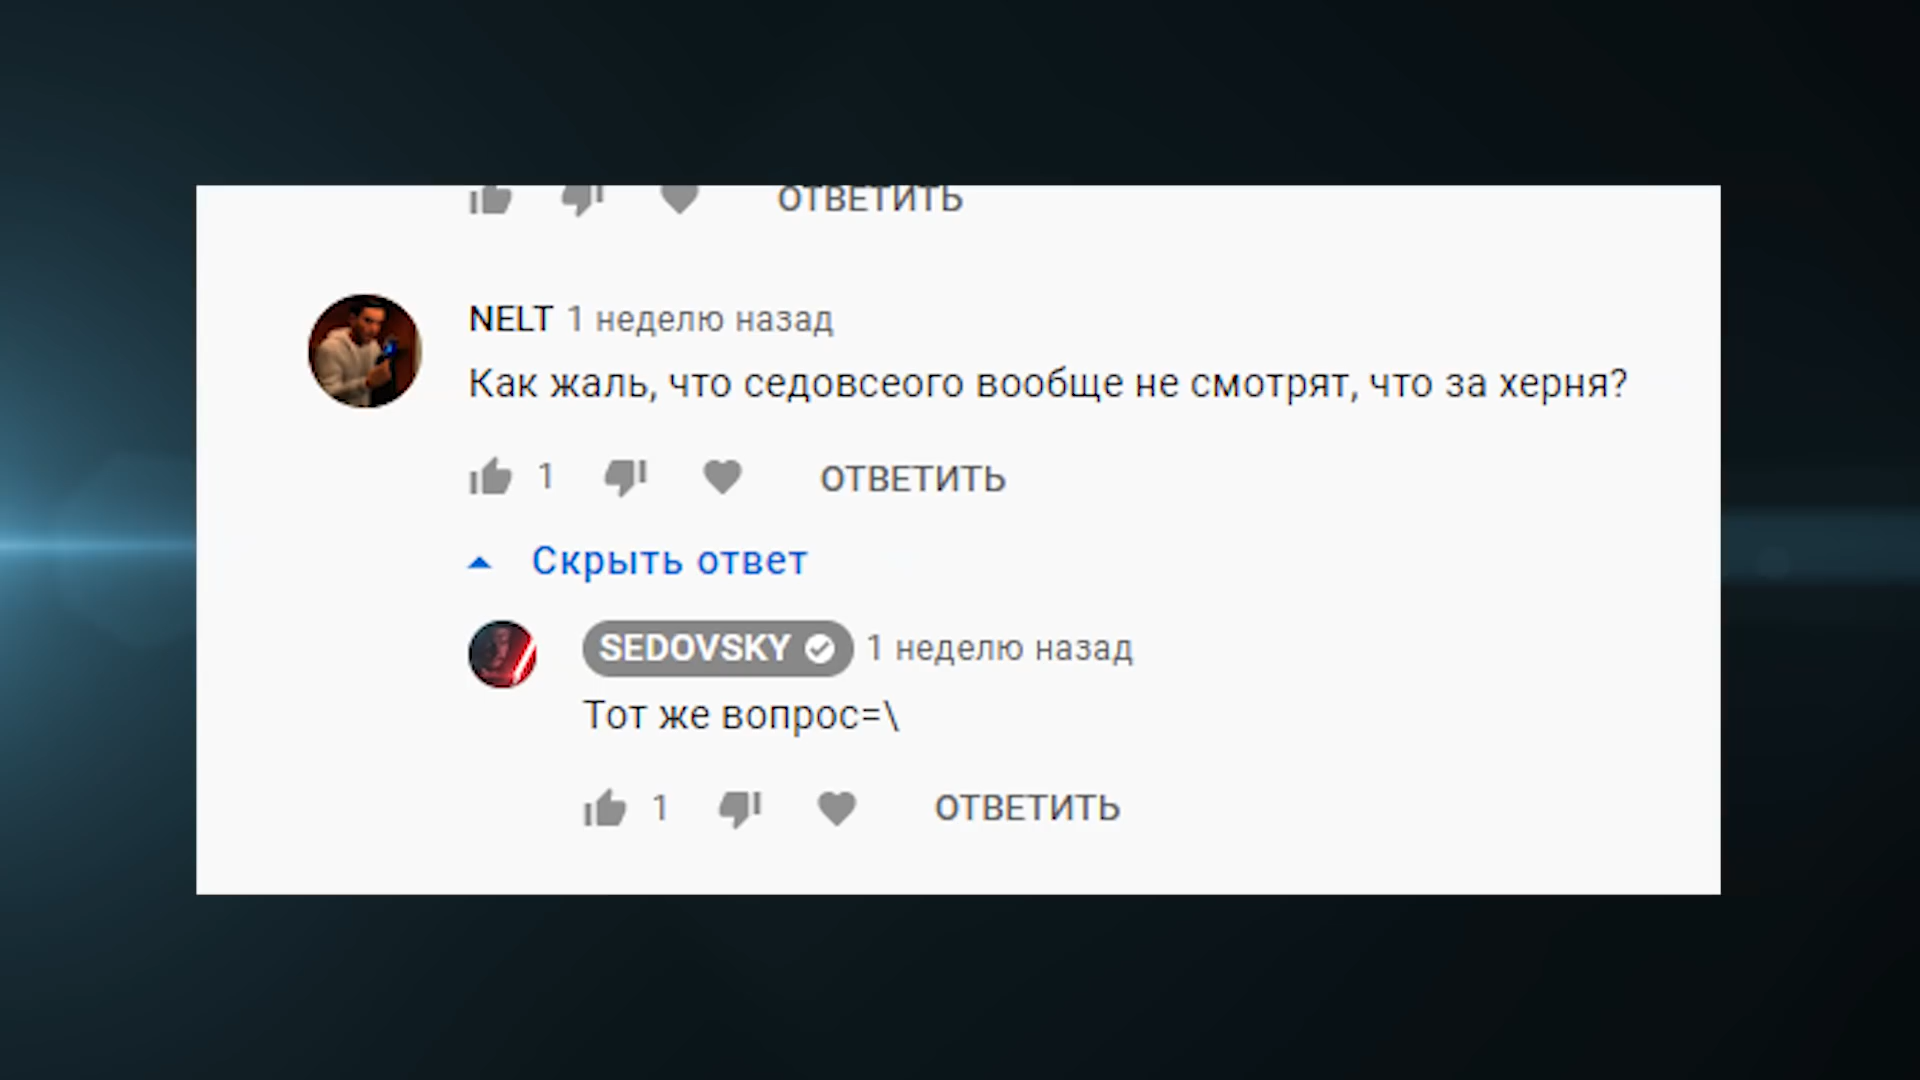 ОТВЕТИТЬ
NELT 1 неделю назад
Как жаль, что седовсеого вообще не смотрят, что за херня?
1 ОТВЕТИТЬ
Скрыть ответ
SEDOVSKY 1 неделю назад
Тот же вопрос=\
1 ОТВЕТИТЬ